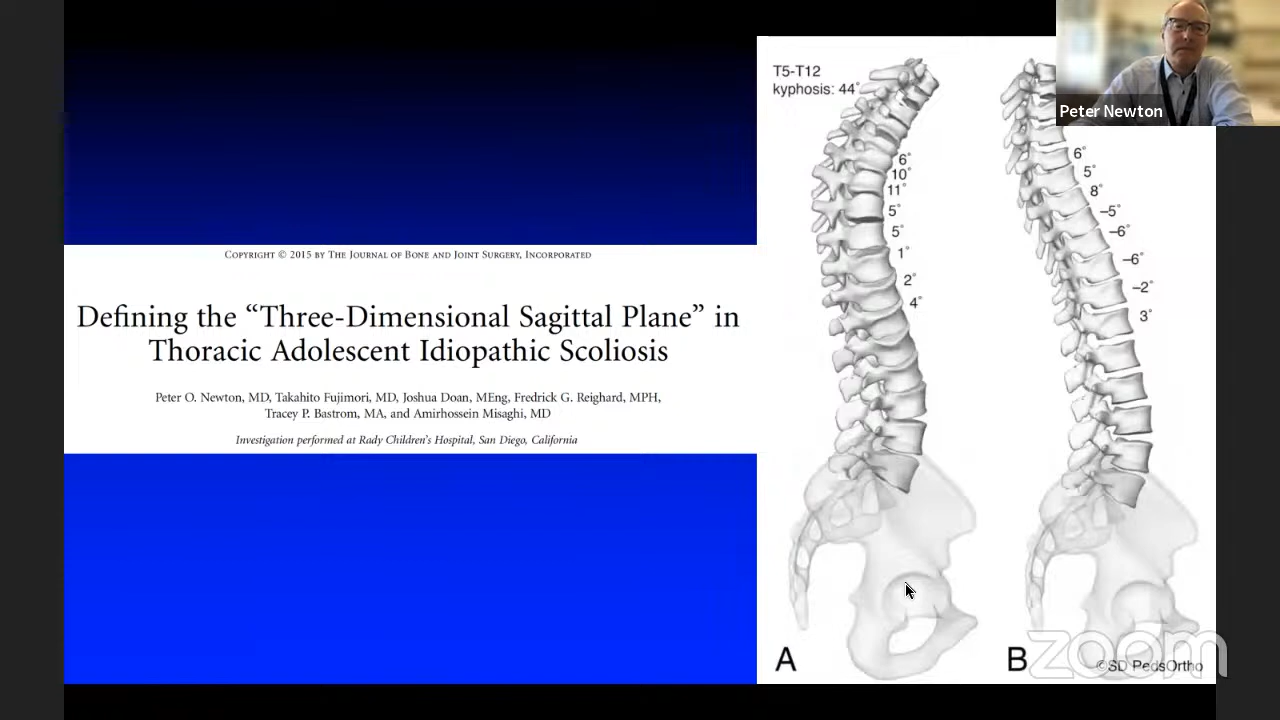 COPYRIGHT © 2015 BY THE JOURNAL OF BONE AND JOINT SURGERY, INCORPORATED
Defining the “Three-Dimensional Sagittal Plane” in
Thoracic Adolescent Idiopathic Scoliosis
Peter O. Newton, MD, Takahito Fujimori, MD, Joshua Doan, MEng, Fredrick G. Reighard, MPH,
Tracey P. Bastrom, MA, and Amirhossein Misaghi, MD
Investigation performed at Rady Children’s Hospital, San Diego, California
T5-T12
kyphosis: 44°
6°
10°
11°
5°
5°
1°
2°
4°
A
6°
5°
8°
–5°
–6°
–6°
–2°
3°
B
©SD PedsOrtho
zoom
Peter Newton